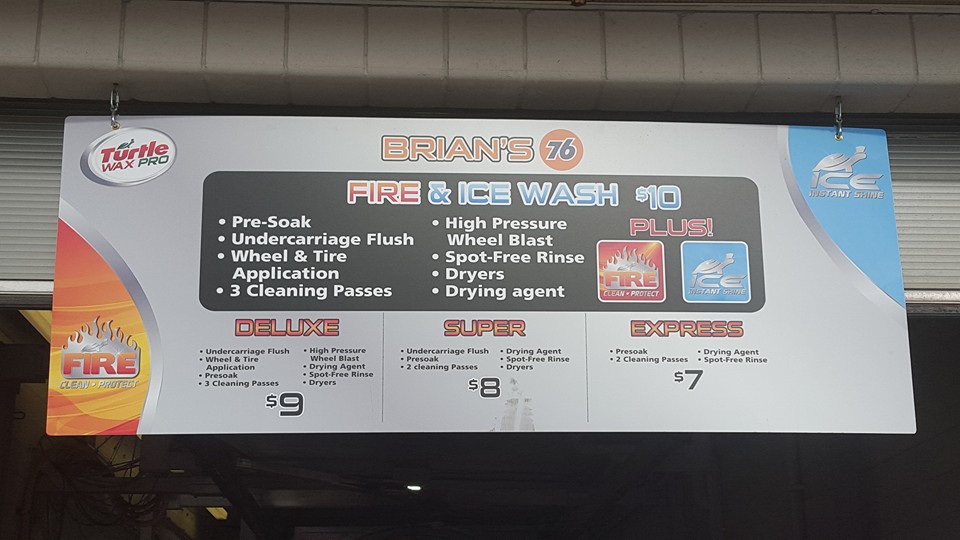 Turtle
WAX PRO
BRIAN'S 76
ICE
INSTANT SHINE
FIRE & ICE WASH $10
• Pre-Soak
• Undercarriage Flush
• Wheel & Tire
Application
• 3 Cleaning Passes
• High Pressure
Wheel Blast
• Spot-Free Rinse
• Dryers
• Drying agent
PLUS!
FIRE
CLEAN • PROTECT
ICE
INSTANT SHINE
FIRE
CLEAN • PROTECT
DELUXE
• Undercarriage Flush
• Wheel & Tire
Application
• Presoak
• 3 Cleaning Passes
• High Pressure
Wheel Blast
• Drying Agent
• Spot-Free Rinse
• Dryers
$9
SUPER
• Undercarriage Flush
• Presoak
• 2 cleaning Passes
• Drying Agent
• Spot-Free Rinse
• Dryers
$8
EXPRESS
• Presoak
• 2 Cleaning Passes
• Drying Agent
• Spot-Free Rinse
$7